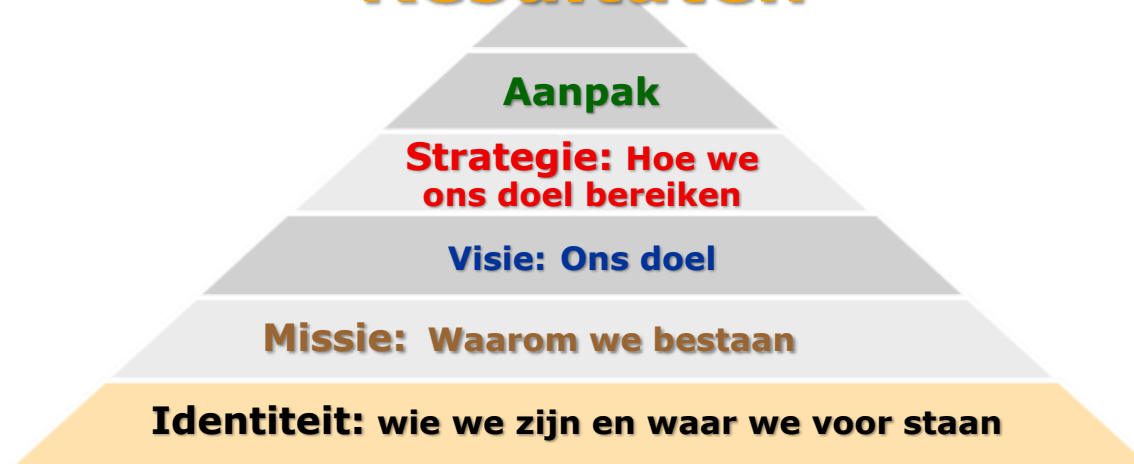 Resultaten
Aanpak
Strategie: Hoe we
ons doel bereiken
Visie: Ons doel
Missie: Waarom we bestaan
Identiteit: wie we zijn en waar we voor staan